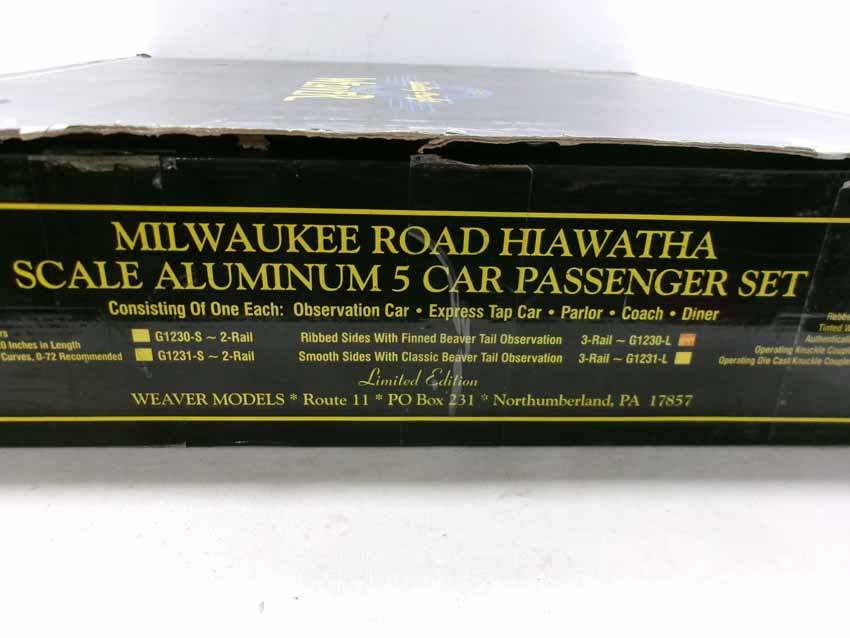 MILWAUKEE ROAD HIAWATHA
SCALE ALUMINUM 5 CAR PASSENGER SET
Consisting Of One Each: Observation Car • Express Tap Car • Parlor • Coach • Diner
G1230-S ~ 2-Rail Ribbed Sides With Finned Beaver Tail Observation 3-Rail ~ G1230-L
Inches in Length
G1231-S ~ 2-Rail Smooth Sides With Classic Beaver Tail Observation 3-Rail ~ G1231-L
Curves, 0-72 Recommended
Tinted W
Operating Knuckle Coupl
Operating Die Cast Knuckle Couple
Limited Edition
WEAVER MODELS * Route 11 * PO Box 231 * Northumberland, PA 17857